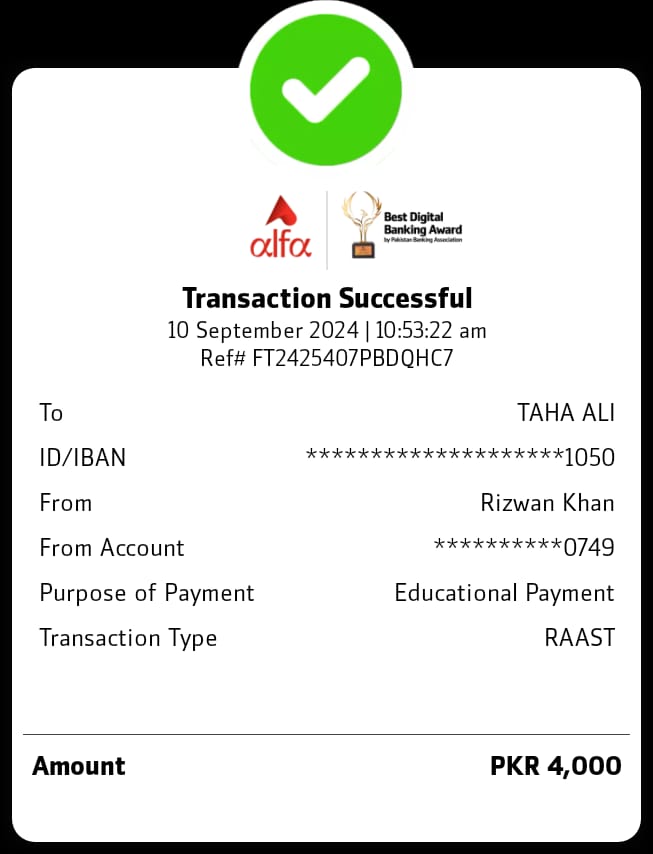 alfa
Best Digital
Banking Award
by Pakistan Banking Association
Transaction Successful
10 September 2024 | 10:53:22 am
Ref# FT2425407PBDQHC7
To TAHA ALI
ID/IBAN ********************1050
From Rizwan Khan
From Account **********0749
Purpose of Payment Educational Payment
Transaction Type RAAST
Amount PKR 4,000